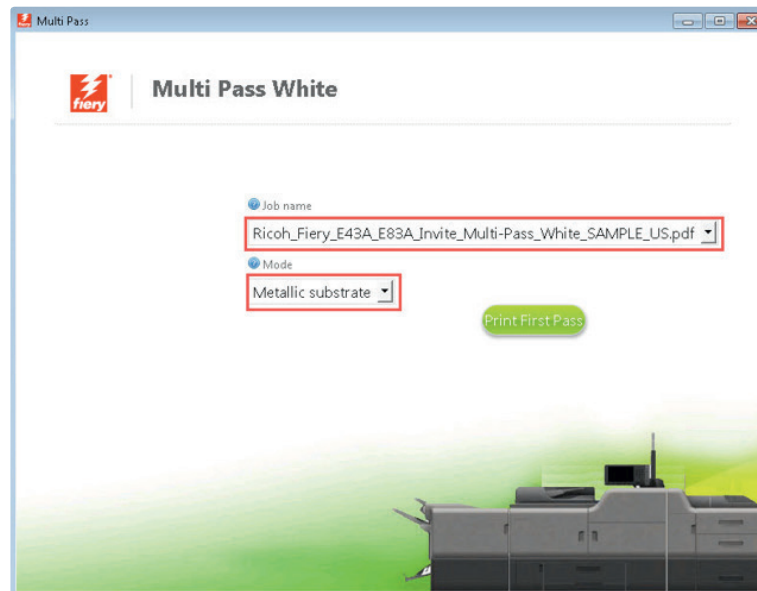 Multi Pass
fiery
Multi Pass White
Job name
Ricoh_Fiery_E43A_E83A_Invite_Multi-Pass_White_SAMPLE_US.pdf
Mode
Metallic substrate
Print First Pass